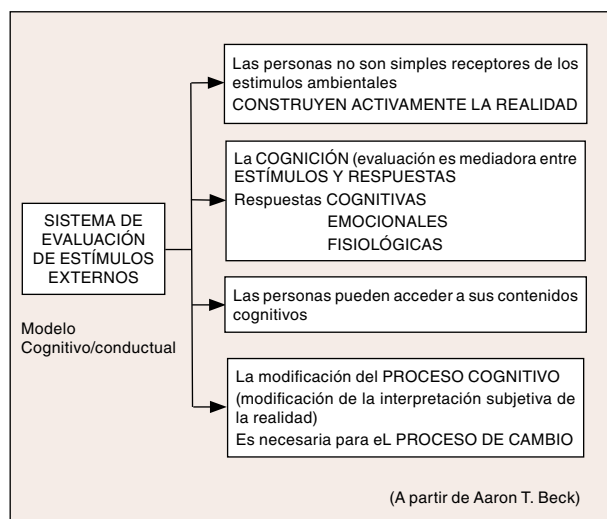 SISTEMA DE
EVALUACIÓN
DE ESTÍMULOS
EXTERNOS
Modelo
Cognitivo/conductual
Las personas no son simples receptores de los
estimulos ambientales
CONSTRUYEN ACTIVAMENTE LA REALIDAD
La COGNICIÓN (evaluación es mediadora entre
ESTÍMULOS Y RESPUESTAS
Respuestas COGNITIVAS
EMOCIONALES
FISIOLÓGICAS
Las personas pueden acceder a sus contenidos
cognitivos
La modificación del PROCESO COGNITIVO
(modificación de la interpretación subjetiva de
la realidad)
Es necesaria para eL PROCESO DE CAMBIO
(A partir de Aaron T. Beck)